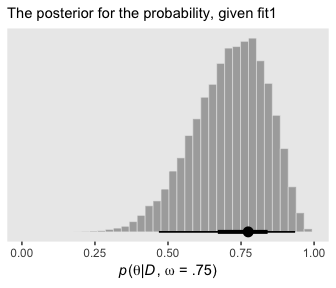 The posterior for the probability, given fit1
0.00 0.25 0.50 0.75 1.00
p(θ|D, ω = .75)